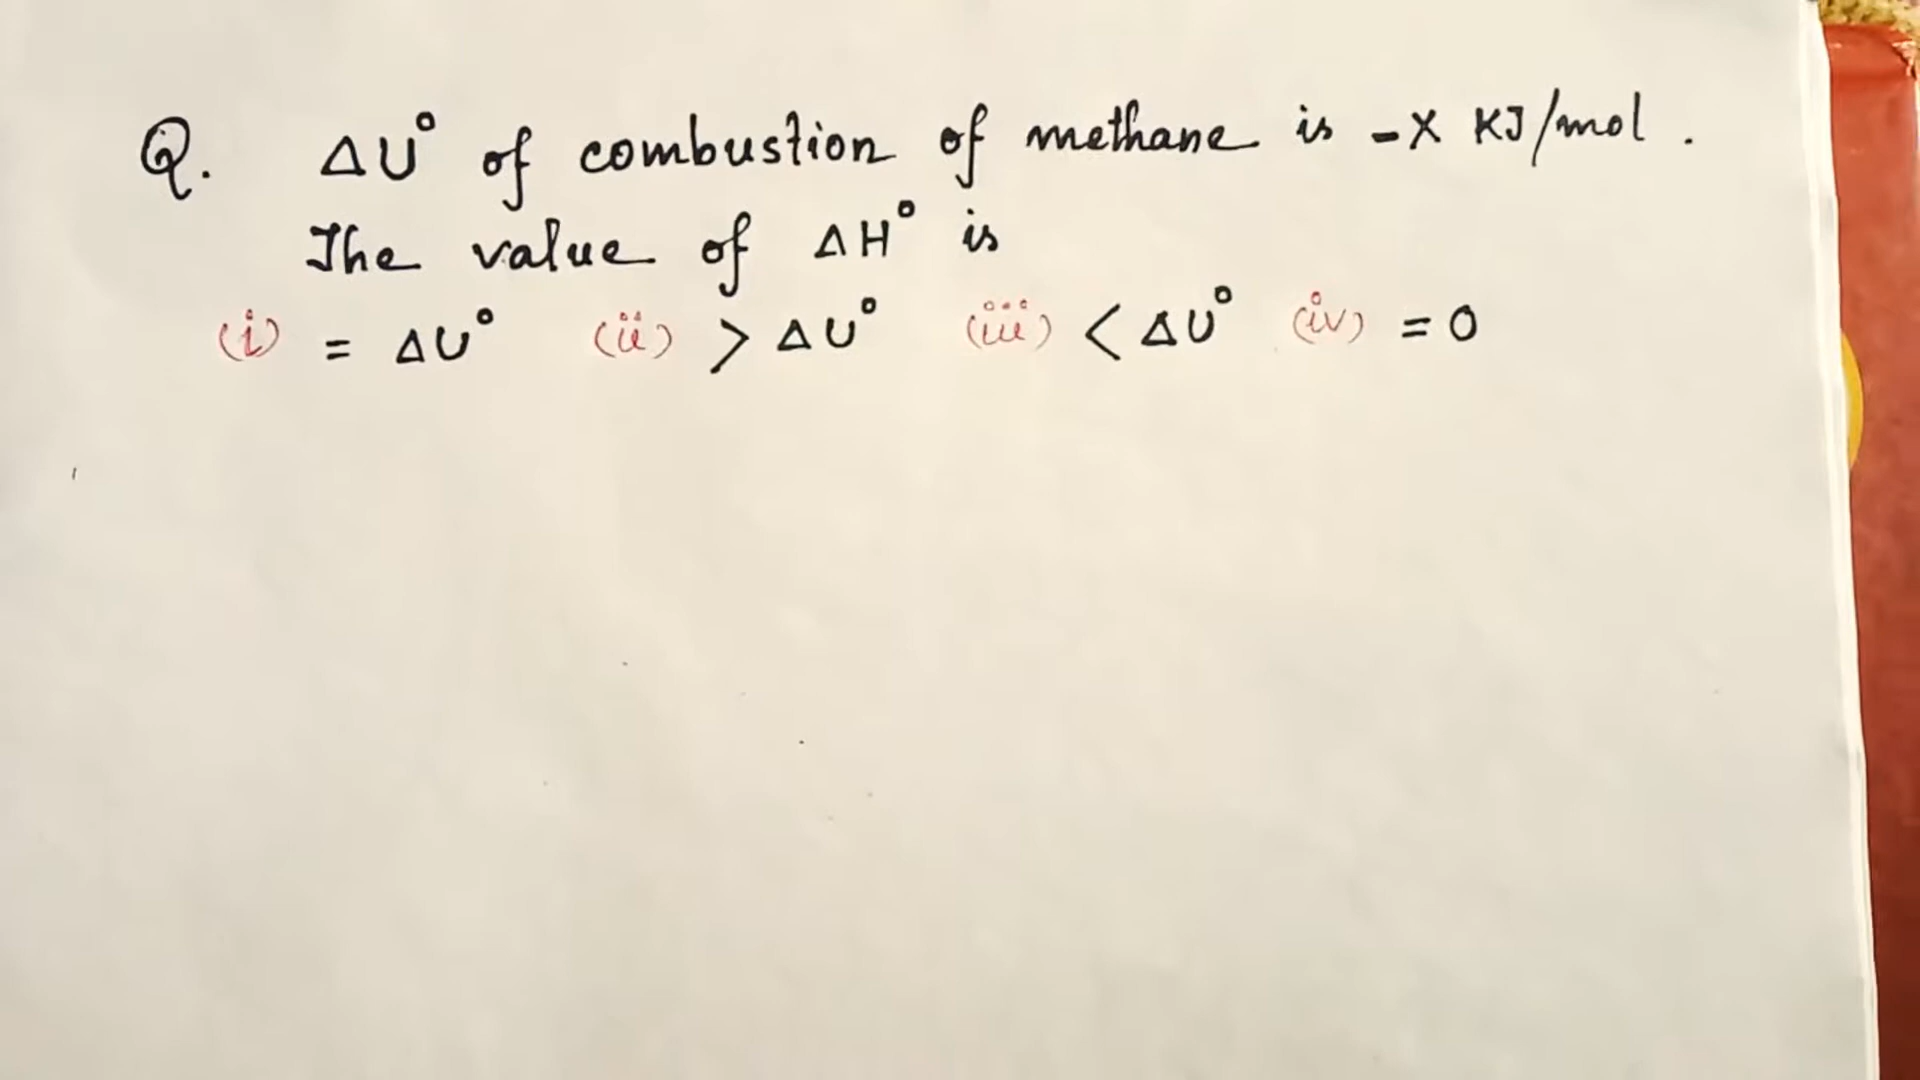 Q. ΔU° of combustion of methane is -X KJ/mol.
The value of ΔH° is
(i) = ΔU° (ii) > ΔU° (iii) < ΔU° (iv) = 0